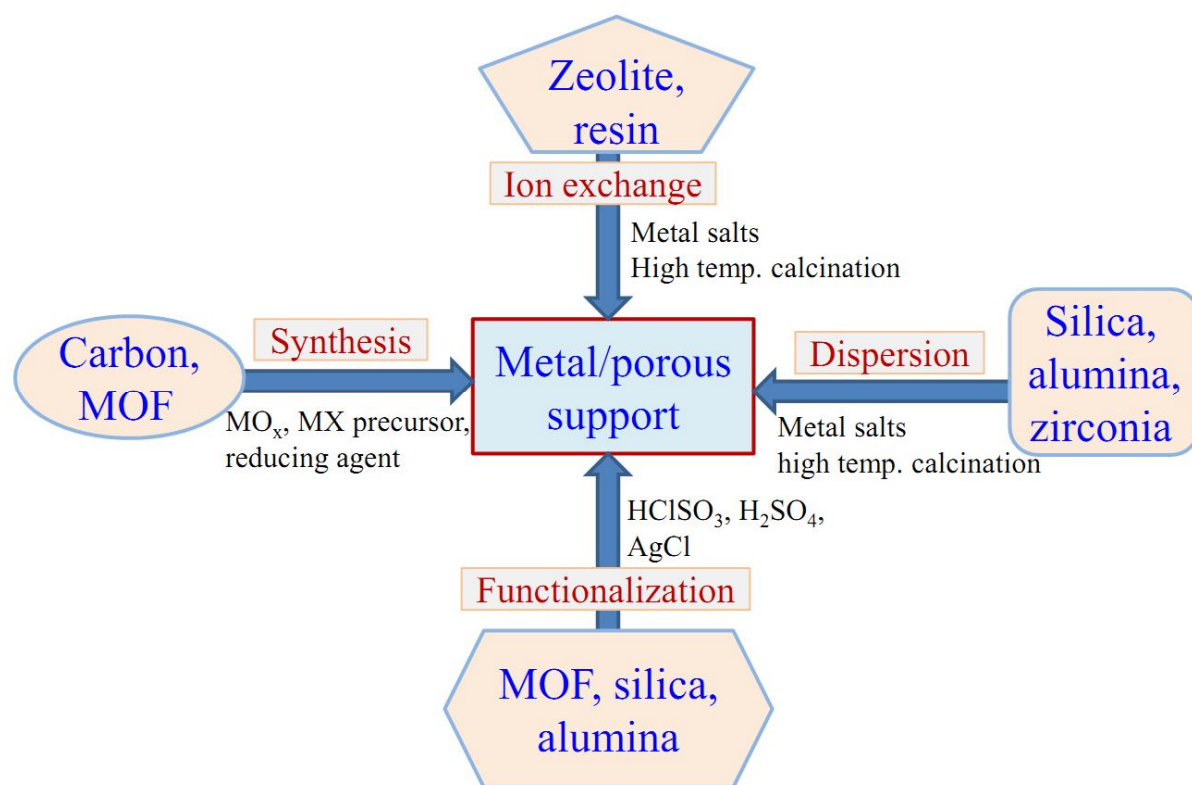 Zeolite,
resin
Ion exchange
Metal salts
High temp. calcination
Carbon,
MOF
Synthesis
MOₓ, MX precursor,
reducing agent
Metal/porous
support
Dispersion
Metal salts
high temp. calcination
Silica,
alumina,
zirconia
HClSO₃, H₂SO₄,
AgCl
Functionalization
MOF, silica,
alumina